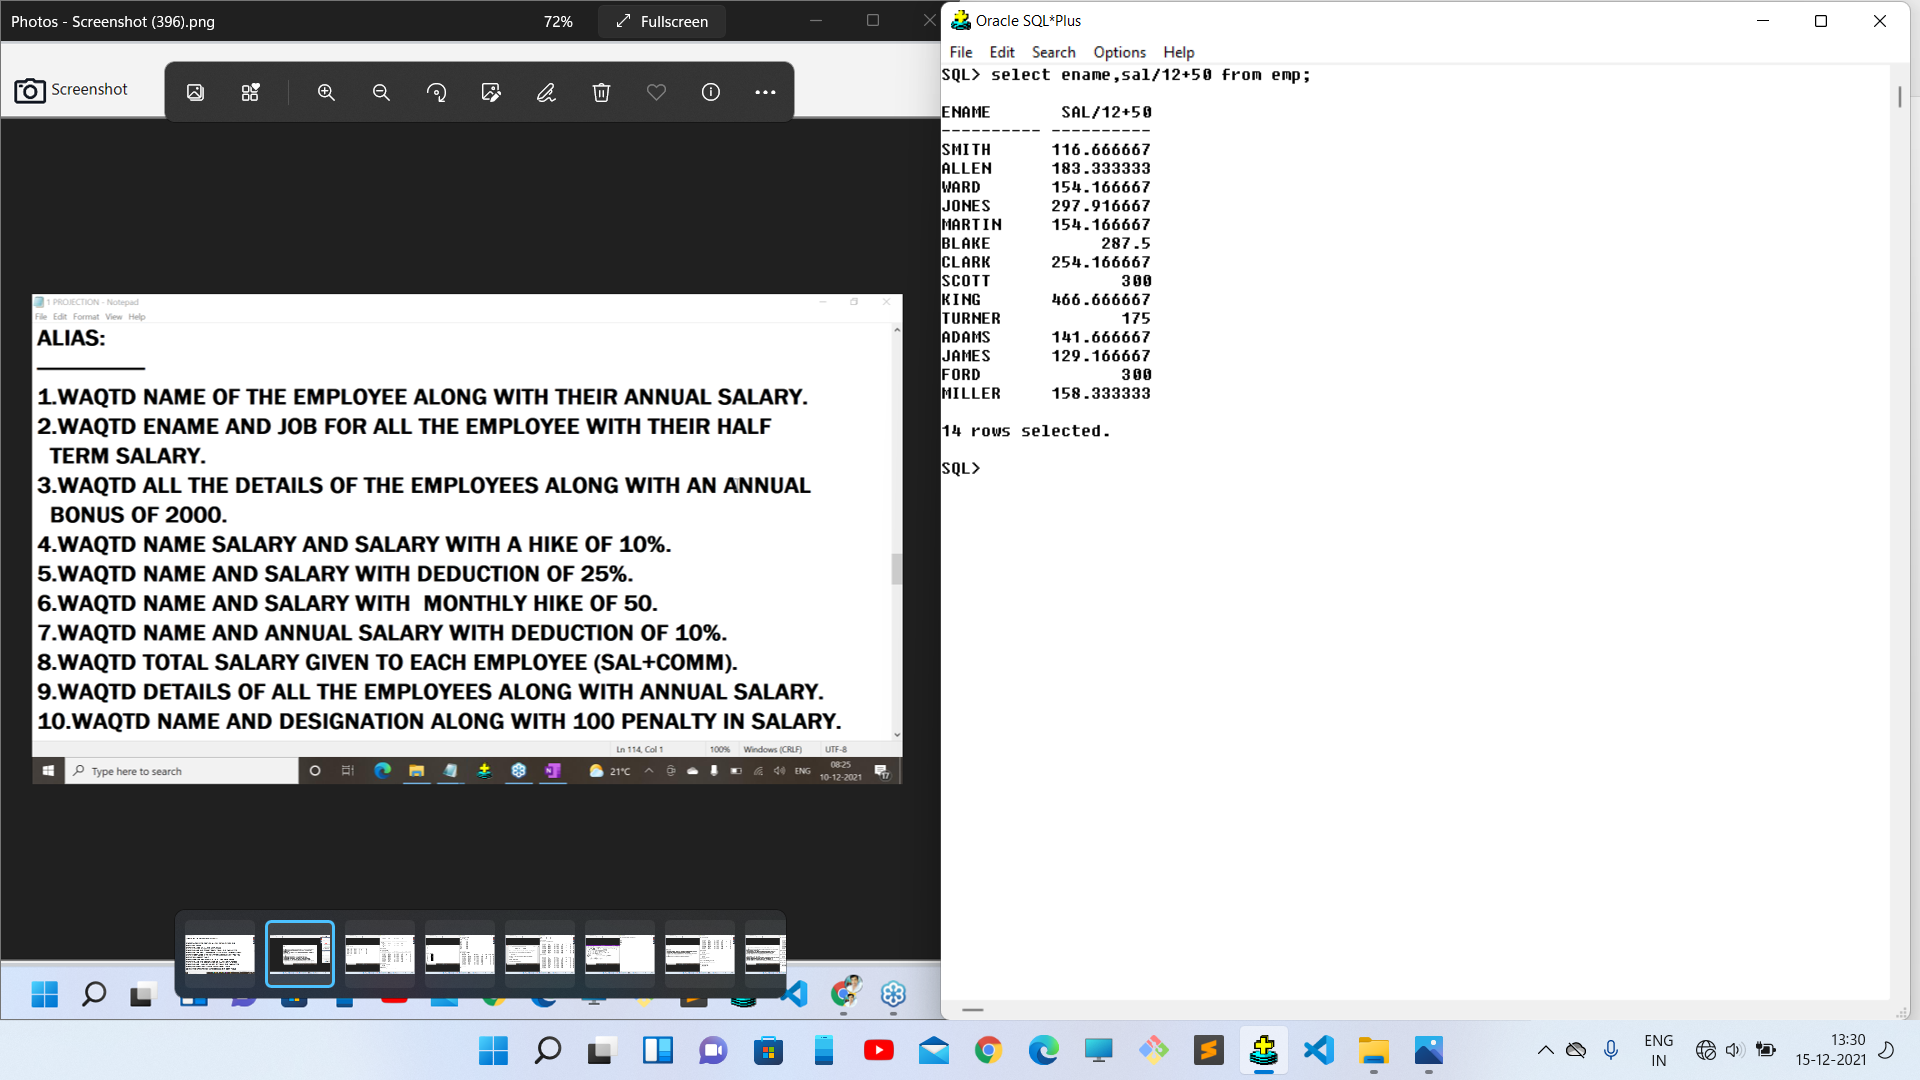 Photos - Screenshot (396).png
72%
Fullscreen
Screenshot
1 PROJECTION - Notepad
File Edit Format View Help
ALIAS:
1.WAQTD NAME OF THE EMPLOYEE ALONG WITH THEIR ANNUAL SALARY.
2.WAQTD ENAME AND JOB FOR ALL THE EMPLOYEE WITH THEIR HALF
TERM SALARY.
3.WAQTD ALL THE DETAILS OF THE EMPLOYEES ALONG WITH AN ANNUAL
BONUS OF 2000.
4.WAQTD NAME SALARY AND SALARY WITH A HIKE OF 10%.
5.WAQTD NAME AND SALARY WITH DEDUCTION OF 25%.
6.WAQTD NAME AND SALARY WITH  MONTHLY HIKE OF 50.
7.WAQTD NAME AND ANNUAL SALARY WITH DEDUCTION OF 10%.
8.WAQTD TOTAL SALARY GIVEN TO EACH EMPLOYEE (SAL+COMM).
9.WAQTD DETAILS OF ALL THE EMPLOYEES ALONG WITH ANNUAL SALARY.
10.WAQTD NAME AND DESIGNATION ALONG WITH 100 PENALTY IN SALARY.
Ln 114, Col 1 100% Windows (CRLF) UTF-8
Type here to search
21°C
ENG
08:25
10-12-2021
17
Oracle SQL*Plus
File Edit Search Options Help
SQL> select ename,sal/12+50 from emp;
ENAME SAL/12+50
---------- ----------
SMITH 116.666667
ALLEN 183.333333
WARD 154.166667
JONES 297.916667
MARTIN 154.166667
BLAKE 287.5
CLARK 254.166667
SCOTT 300
KING 466.666667
TURNER 175
ADAMS 141.666667
JAMES 129.166667
FORD 300
MILLER 158.333333
14 rows selected.
SQL>
ENG
IN
13:30
15-12-2021